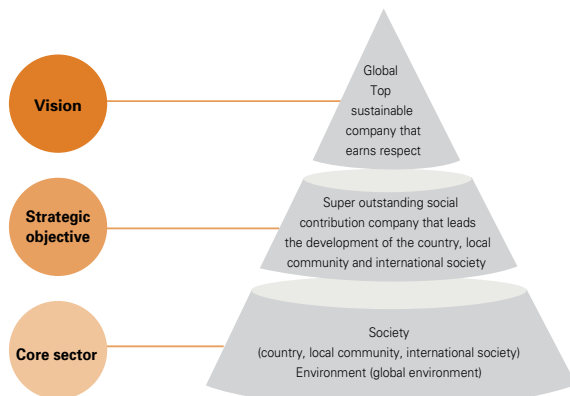 Vision
Global
Top
sustainable
company that
earns respect
Strategic
objective
Super outstanding social
contribution company that leads
the development of the country, local
community and international society
Core sector
Society
(country, local community, international society)
Environment (global environment)